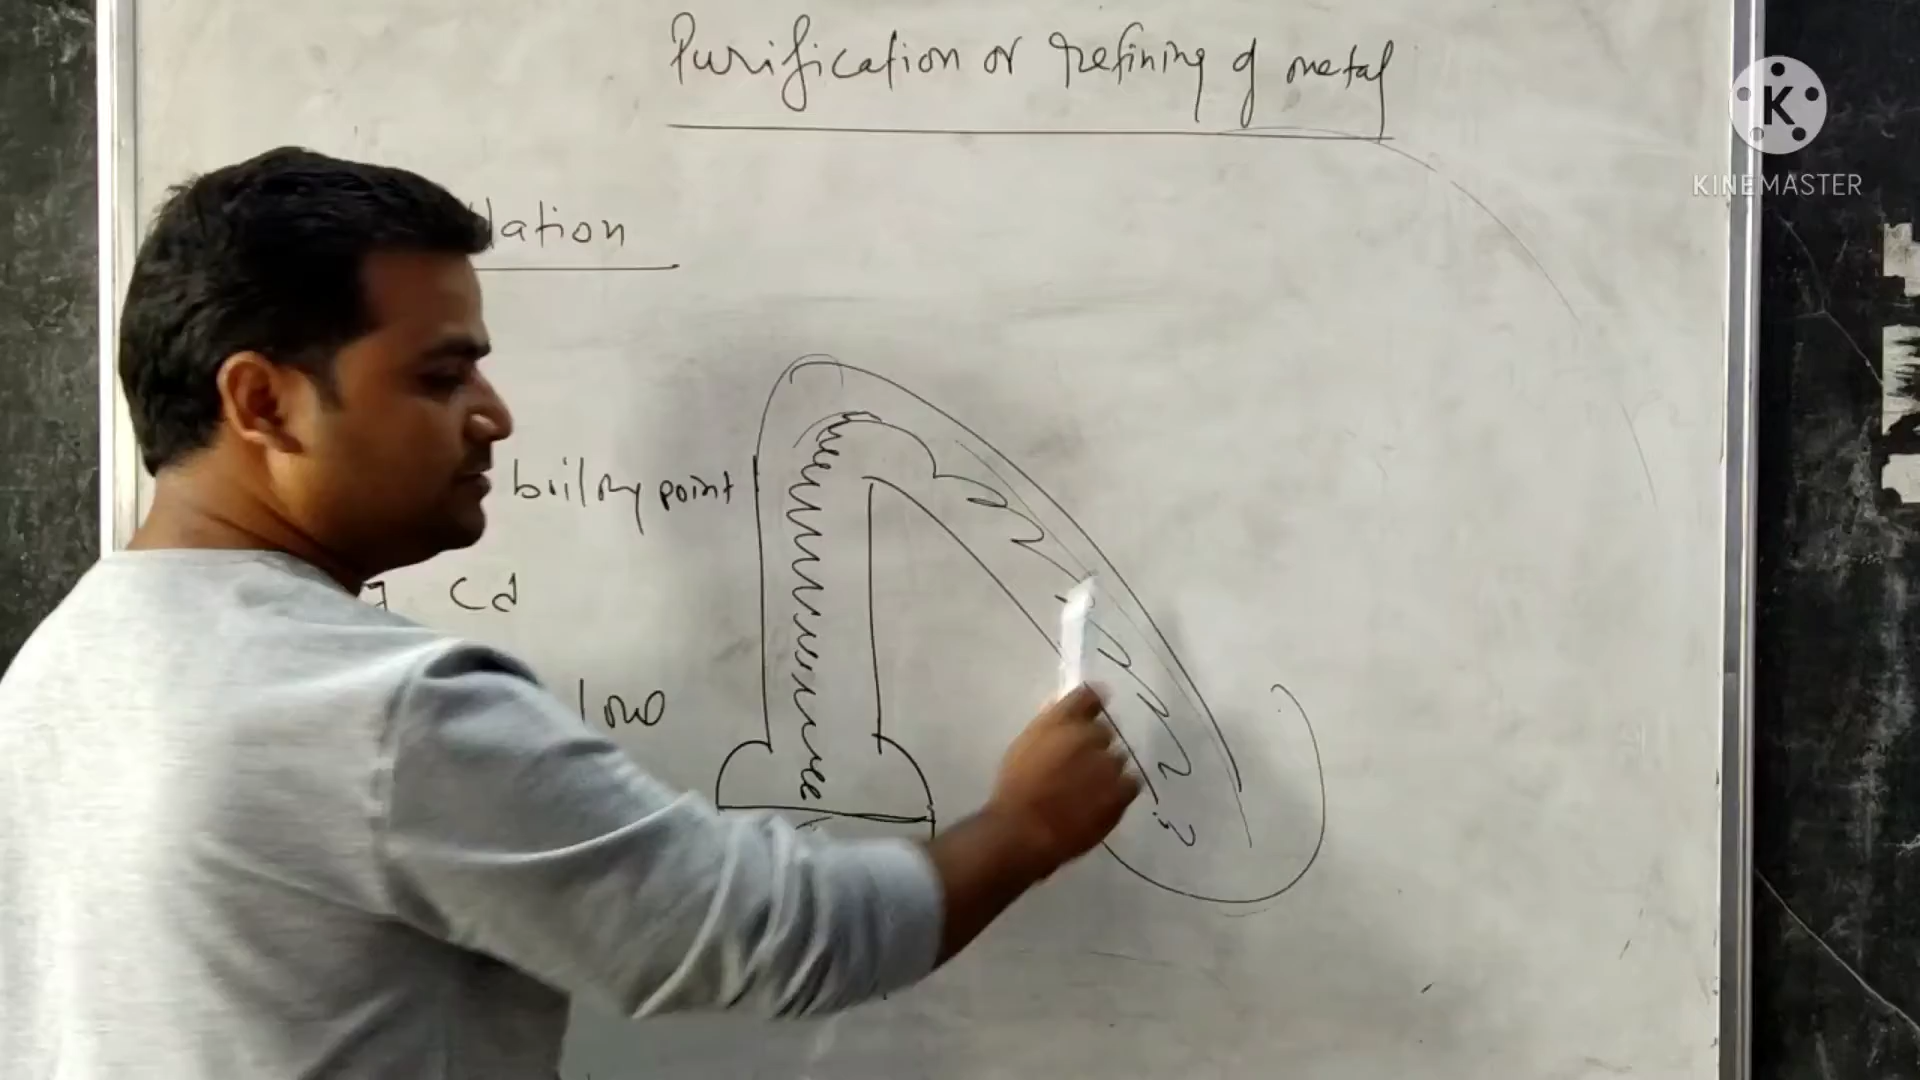 Purification or refining of metal
lation
boiling point
Cd
low
KINEMASTER